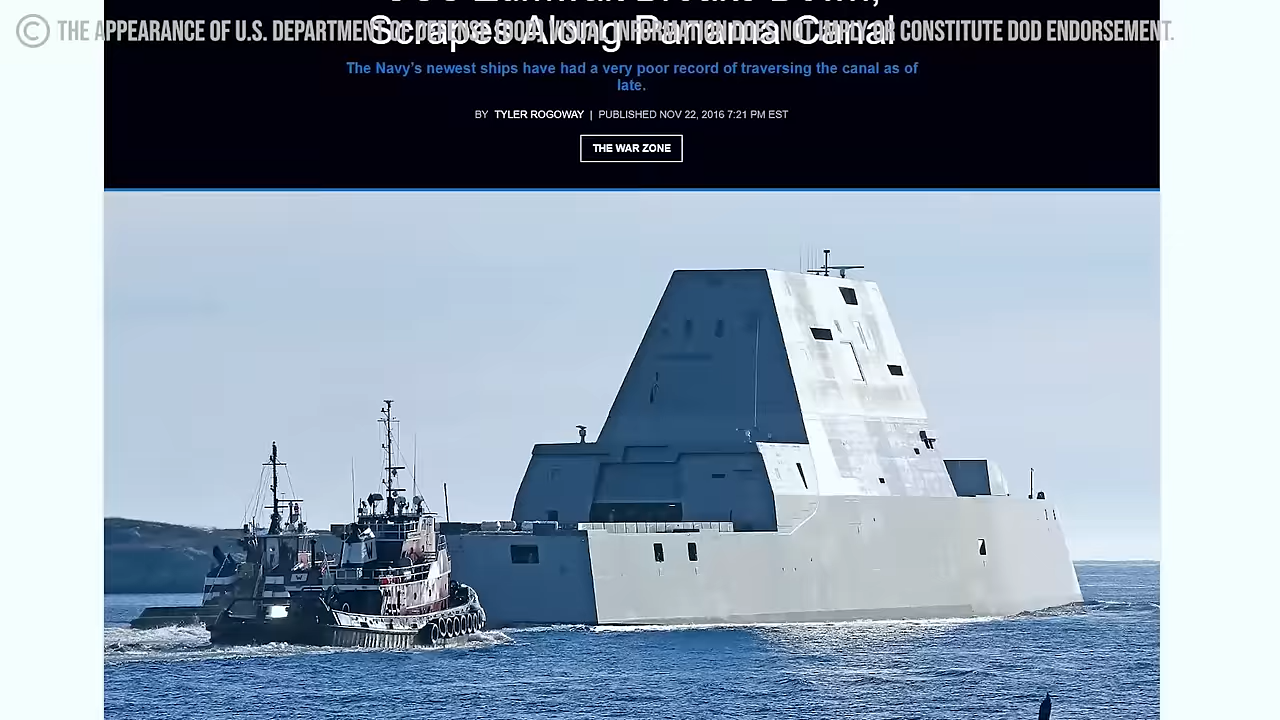 © THE APPEARANCE OF U.S. DEPARTMENT OF DEFENSE (DOD) VISUAL INFORMATION DOES NOT IMPLY OR CONSTITUTE DOD ENDORSEMENT.
Scrapes Along Panama Canal
The Navy’s newest ships have had a very poor record of traversing the canal as of
late.
BY TYLER ROGOWAY | PUBLISHED NOV 22, 2016 7:21 PM EST
THE WAR ZONE